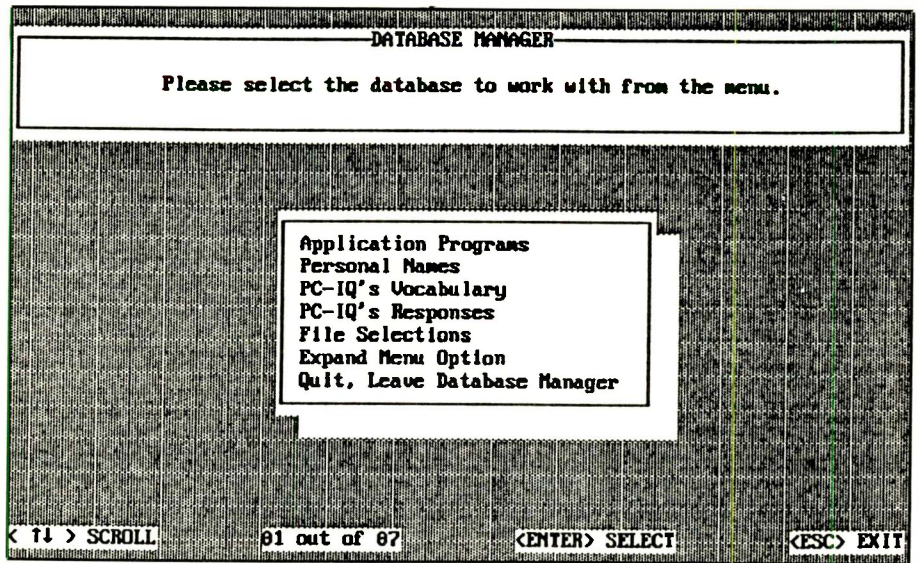 DATABASE MANAGER
Please select the database to work with from the menu.
Application Programs
Personal Names
PC-IQ's Vocabulary
PC-IQ's Responses
File Selections
Expand Menu Option
Quit, Leave Database Manager
< ↑↓ > SCROLL 01 out of 07 <ENTER> SELECT <ESC> EXIT